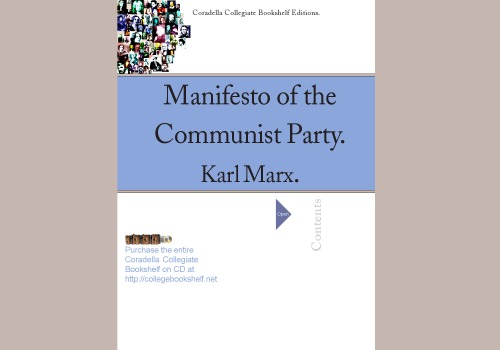 Coradella Collegiate Bookshelf Editions.
Manifesto of the
Communist Party.
Karl Marx.
Open
Contents
Purchase the entire
Coradella Collegiate
Bookshelf on CD at
http://collegebookshelf.net